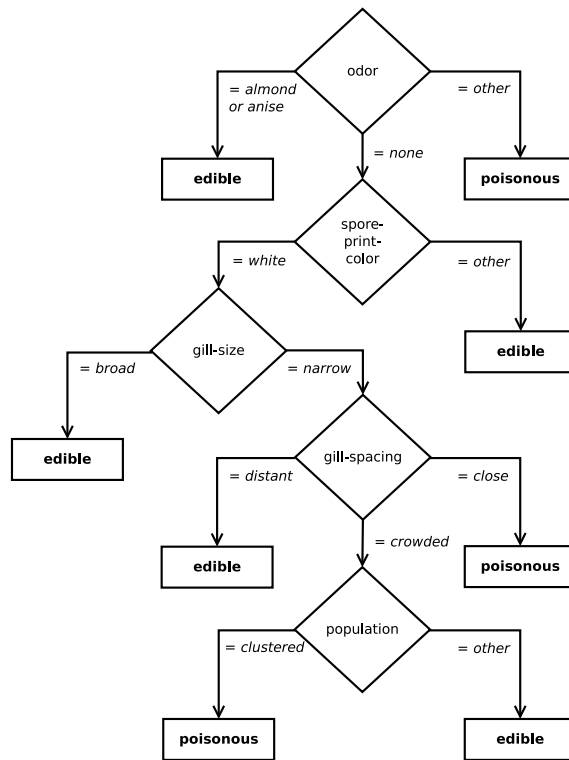 odor
= almond
or anise
= other
= none
edible
poisonous
spore-
print-
color
= white
= other
gill-size
edible
= broad
= narrow
edible
gill-spacing
= distant
= close
= crowded
edible
poisonous
population
= clustered
= other
poisonous
edible